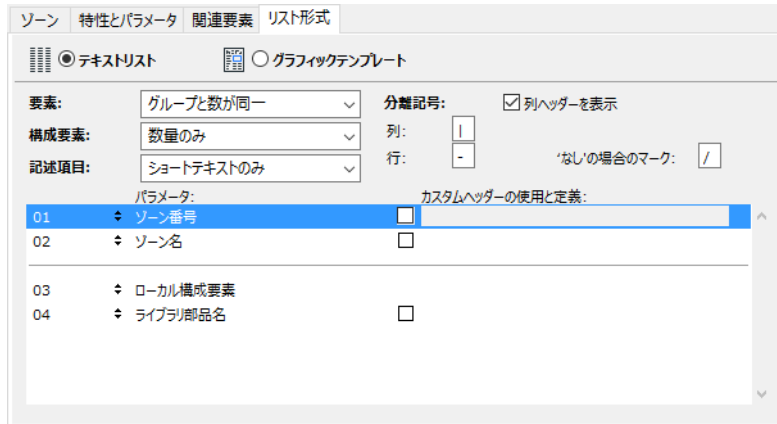 ゾーン 特性とパラメータ 関連要素 リスト形式
テキストリスト グラフィックテンプレート
要素: グループと数が同一 分離記号: 列ヘッダーを表示
構成要素: 数量のみ 列: |
記述項目: ショートテキストのみ 行: - 'なし'の場合のマーク: /
パラメータ: カスタムヘッダーの使用と定義:
01 ゾーン番号
02 ゾーン名
03 ローカル構成要素
04 ライブラリ部品名